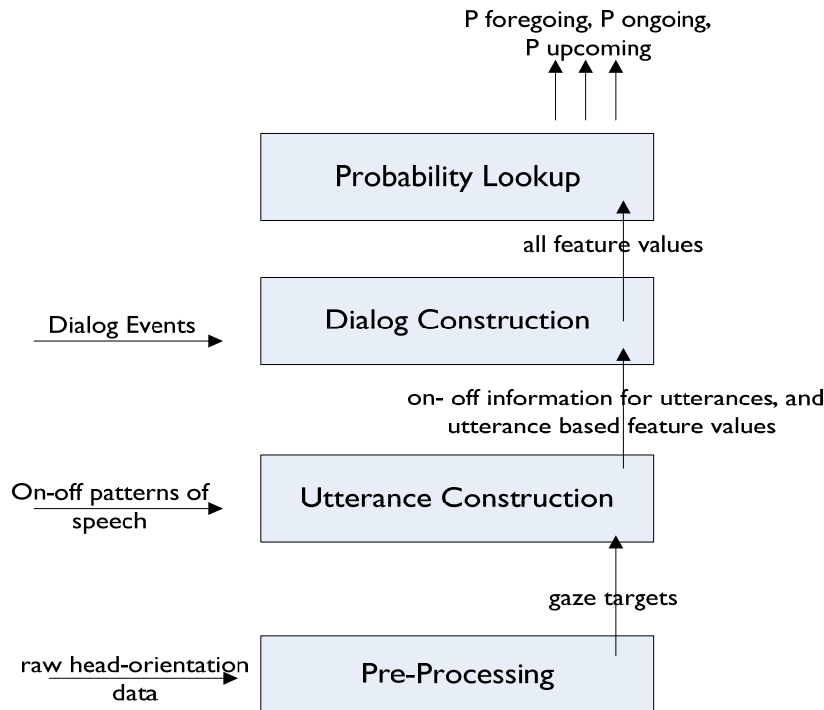 P foregoing, P ongoing,
P upcoming
Probability Lookup
all feature values
Dialog Construction
Dialog Events
on- off information for utterances, and
utterance based feature values
Utterance Construction
On-off patterns of
speech
gaze targets
Pre-Processing
raw head-orientation
data